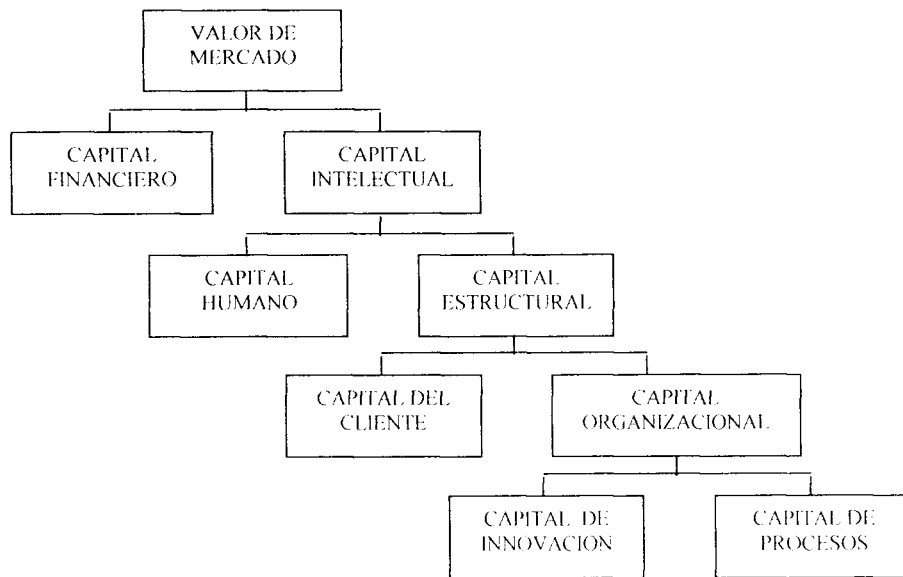 VALOR DE
MERCADO
CAPITAL
FINANCIERO
CAPITAL
INTELECTUAL
CAPITAL
HUMANO
CAPITAL
ESTRUCTURAL
CAPITAL DEL
CLIENTE
CAPITAL
ORGANIZACIONAL
CAPITAL DE
INNOVACION
CAPITAL DE
PROCESOS